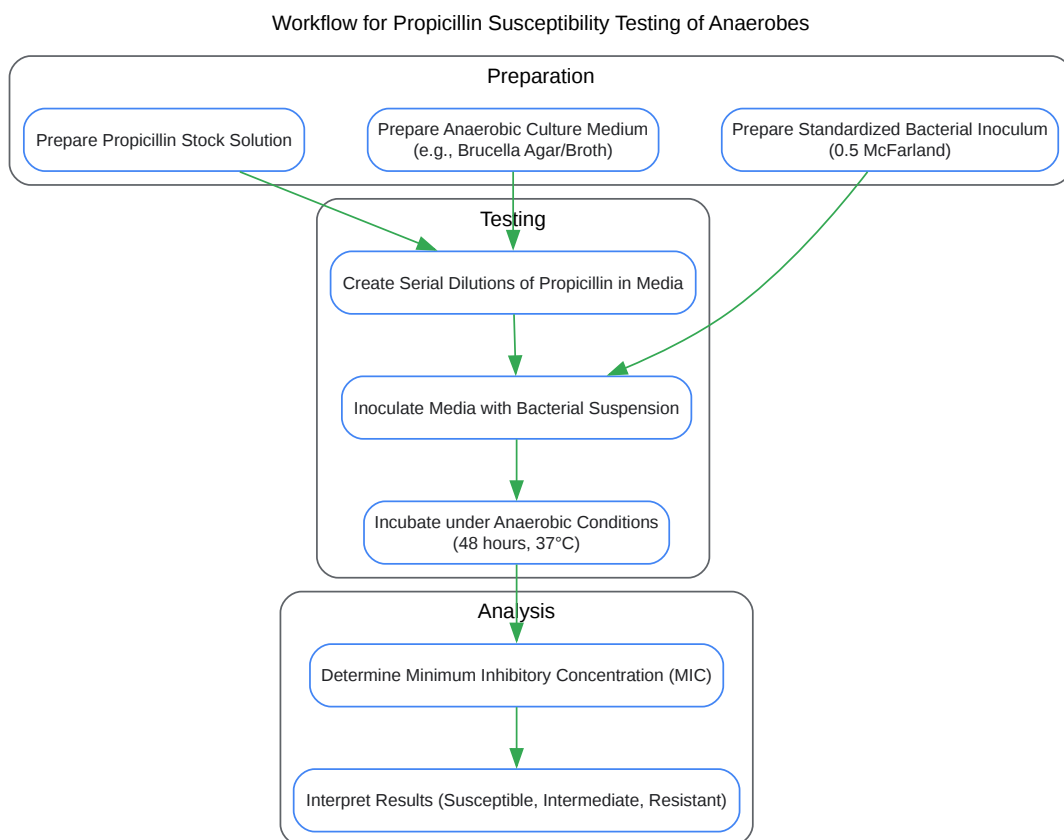 Workflow for Propicillin Susceptibility Testing of Anaerobes
Preparation
Prepare Propicillin Stock Solution
Prepare Anaerobic Culture Medium
(e.g., Brucella Agar/Broth)
Prepare Standardized Bacterial Inoculum
(0.5 McFarland)
Testing
Create Serial Dilutions of Propicillin in Media
Inoculate Media with Bacterial Suspension
Incubate under Anaerobic Conditions
(48 hours, 37°C)
Analysis
Determine Minimum Inhibitory Concentration (MIC)
Interpret Results (Susceptible, Intermediate, Resistant)